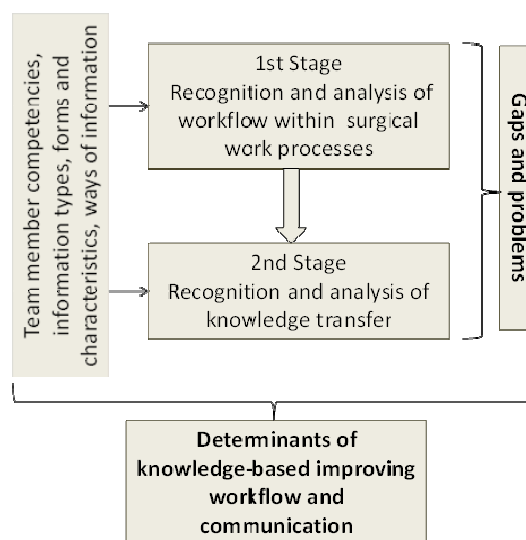 Team member competencies,
information types, forms and
characteristics, ways of information
1st Stage
Recognition and analysis of
workflow within surgical
work processes
2nd Stage
Recognition and analysis of
knowledge transfer
Gaps and problems
Determinants of
knowledge-based improving
workflow and
communication